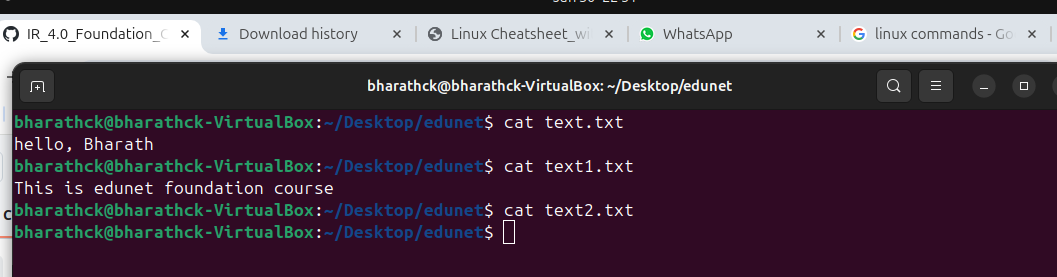 IR_4.0_Foundation_C
Download history
Linux Cheatsheet_wi
WhatsApp
linux commands - Go
bharathck@bharathck-VirtualBox: ~/Desktop/edunet
bharathck@bharathck-VirtualBox:~/Desktop/edunet$ cat text.txt
hello, Bharath
bharathck@bharathck-VirtualBox:~/Desktop/edunet$ cat text1.txt
This is edunet foundation course
bharathck@bharathck-VirtualBox:~/Desktop/edunet$ cat text2.txt
bharathck@bharathck-VirtualBox:~/Desktop/edunet$